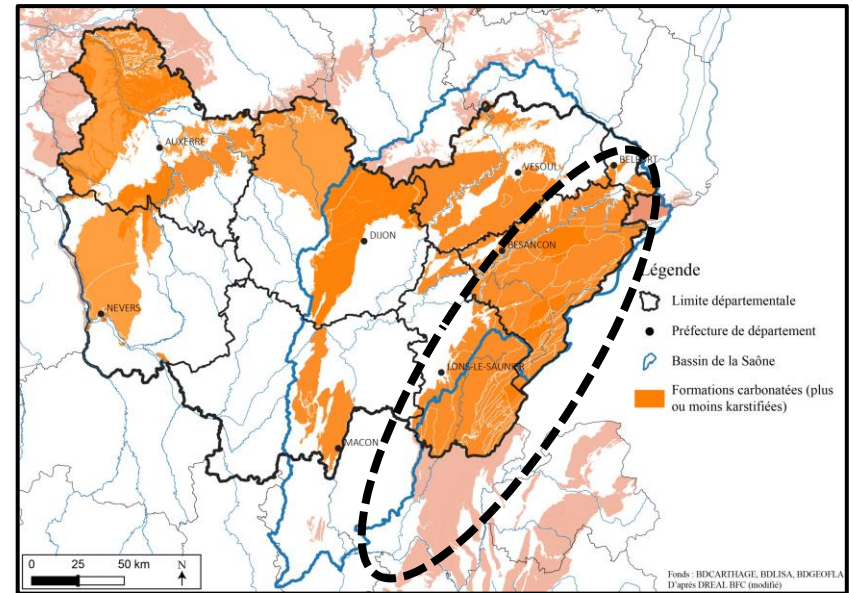 AUXERRE
BELFORT
VESOUL
DIJON
BESANCON
NEVERS
Légende
Limite départementale
Préfecture de département
LONS-LE-SAUNIER
Bassin de la Saône
Formations carbonatées (plus
ou moins karstifiées)
MACON
0 25 50 km
N
Fonds : BDCARTHAGE, BDLISA, BDGEOFLA
D'après DREAL BFC (modifié)